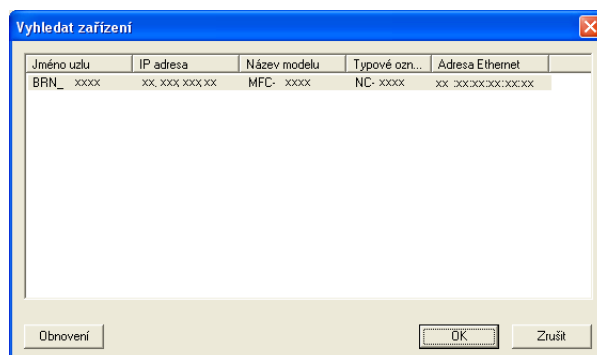 Vyhledat zařízení
Jméno uzlu IP adresa Název modelu Typové ozn... Adresa Ethernet
BRN_ xxxx xx, xxx, xxx, xx MFC- xxxx NC- xxxx xx :xx:xx:xx:xx:xx
Obnovení OK Zrušit